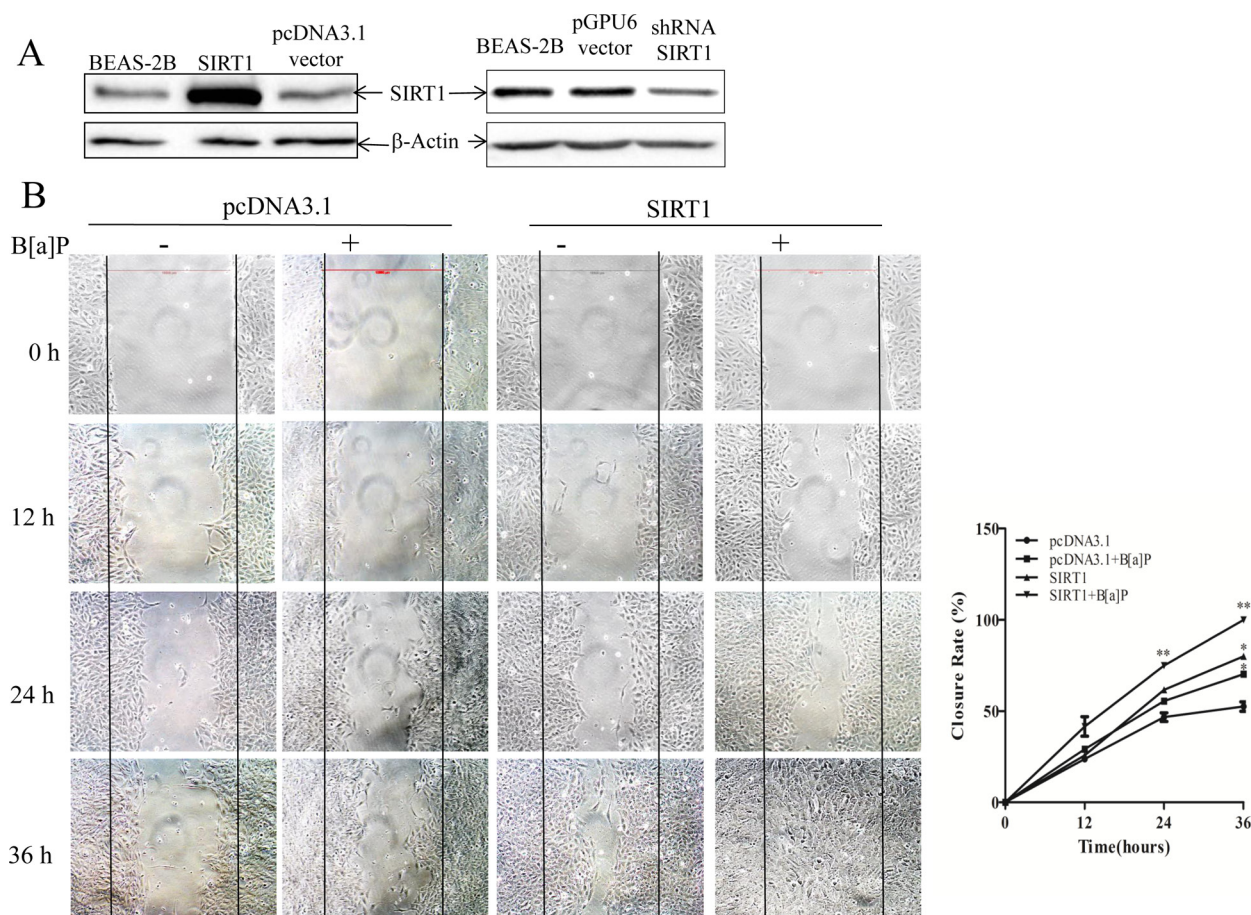 A
BEAS-2B SIRT1 pcDNA3.1 vector
BEAS-2B pGPU6 vector shRNA SIRT1
SIRT1
β-Actin
B
pcDNA3.1 SIRT1
B[a]P - + - +
0 h
12 h
24 h
36 h
150
100
50
0
Closure Rate (%)
pcDNA3.1
pcDNA3.1+B[a]P
SIRT1
SIRT1+B[a]P
**
**
*
*
0 12 24 36
Time(hours)